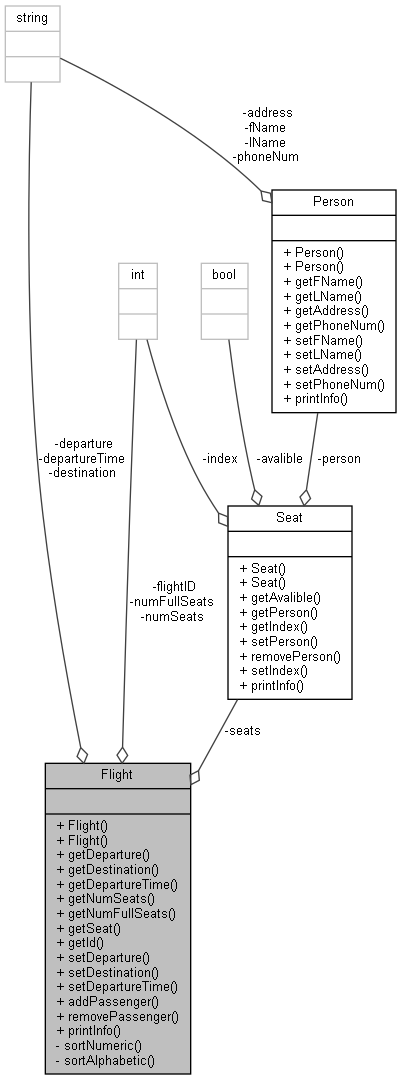 string
-address
-fName
-lName
-phoneNum
Person
+ Person()
+ Person()
+ getFName()
+ getLName()
+ getAddress()
+ getPhoneNum()
+ setFName()
+ setLName()
+ setAddress()
+ setPhoneNum()
+ printInfo()
int
bool
-departure
-departureTime
-destination
-index
-avalible
-person
Seat
+ Seat()
+ Seat()
+ getAvalible()
+ getPerson()
+ getIndex()
+ setPerson()
+ removePerson()
+ setIndex()
+ printInfo()
-flightID
-numFullSeats
-numSeats
-seats
Flight
+ Flight()
+ Flight()
+ getDeparture()
+ getDestination()
+ getDepartureTime()
+ getNumSeats()
+ getNumFullSeats()
+ getSeat()
+ getId()
+ setDeparture()
+ setDestination()
+ setDepartureTime()
+ addPassenger()
+ removePassenger()
+ printInfo()
- sortNumeric()
- sortAlphabetic()